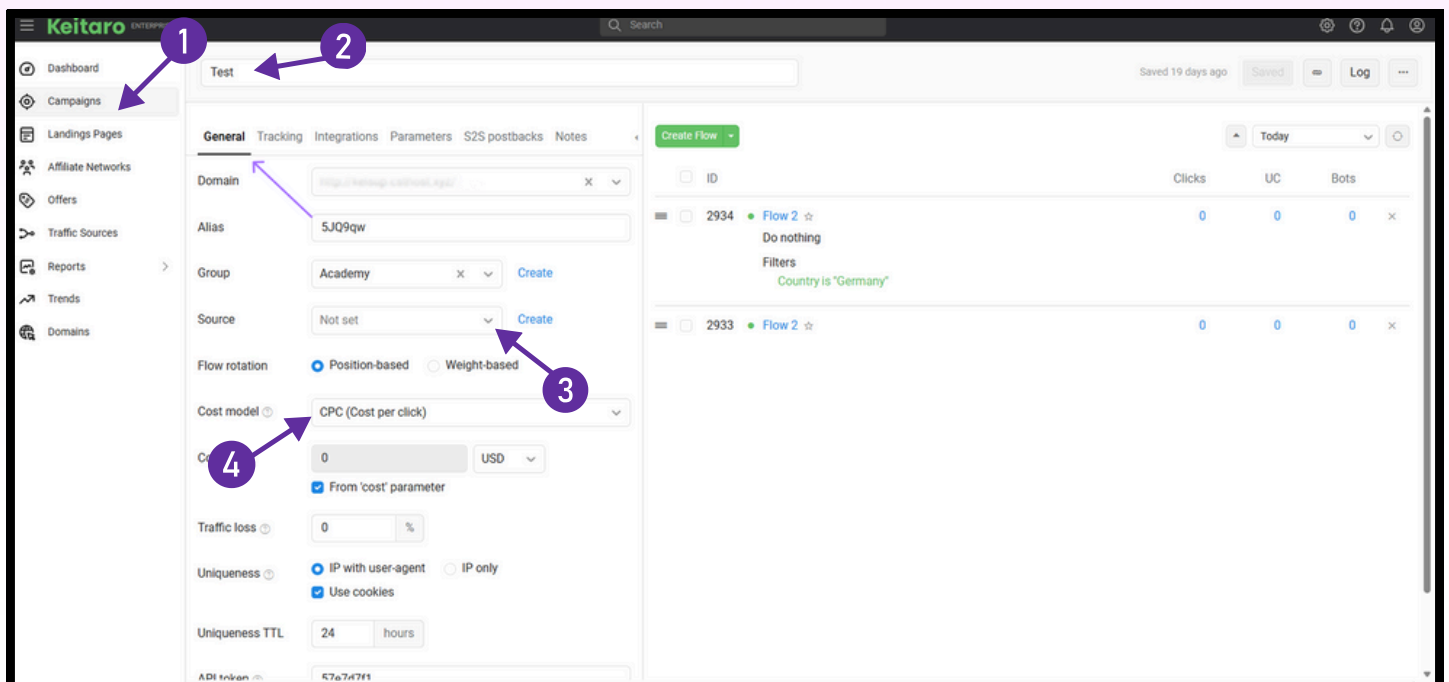 Keitaro
Search
1
2
Dashboard
Campaigns
Landings Pages
Affiliate Networks
Offers
Traffic Sources
Reports
Trends
Domains
Test
Saved 19 days ago
Saved
Log
General Tracking Integrations Parameters S2S postbacks Notes
Domain
Alias 5JQ9qw
Group Academy Create
Source Not set Create
3
Flow rotation Position-based Weight-based
Cost model CPC (Cost per click)
4
0 USD
From 'cost' parameter
Traffic loss 0 %
Uniqueness IP with user-agent IP only
Use cookies
Uniqueness TTL 24 hours
API token 57e7d7f1
Create Flow
Today
ID Clicks UC Bots
2934 Flow 2 0 0 0
Do nothing
Filters
Country is "Germany"
2933 Flow 2 0 0 0